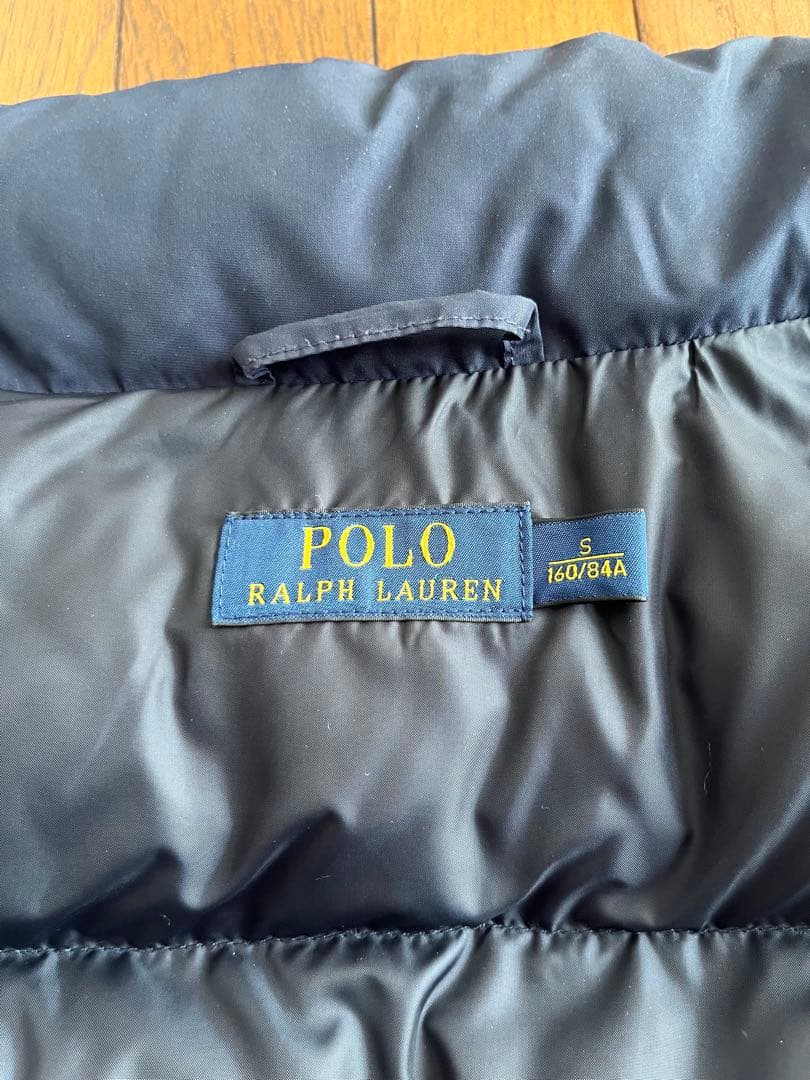 POLO
RALPH LAUREN
S
160/84A